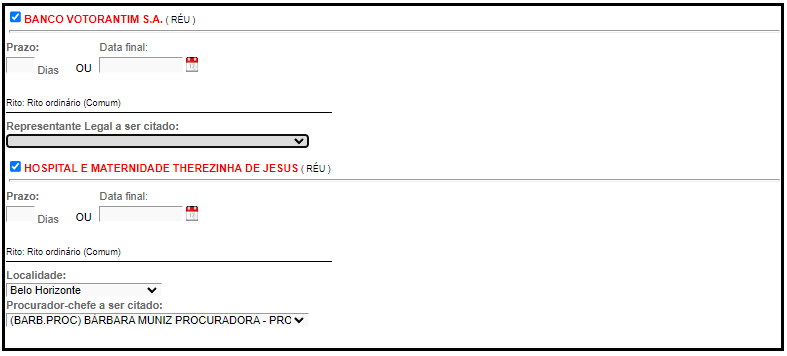 BANCO VOTORANTIM S.A. ( RÉU )
Prazo: Data final:
Dias OU
Rito: Rito ordinário (Comum)
Representante Legal a ser citado:
HOSPITAL E MATERNIDADE THEREZINHA DE JESUS ( RÉU )
Prazo: Data final:
Dias OU
Rito: Rito ordinário (Comum)
Localidade:
Belo Horizonte
Procurador-chefe a ser citado:
(BARB.PROC) BÁRBARA MUNIZ PROCURADORA - PRO